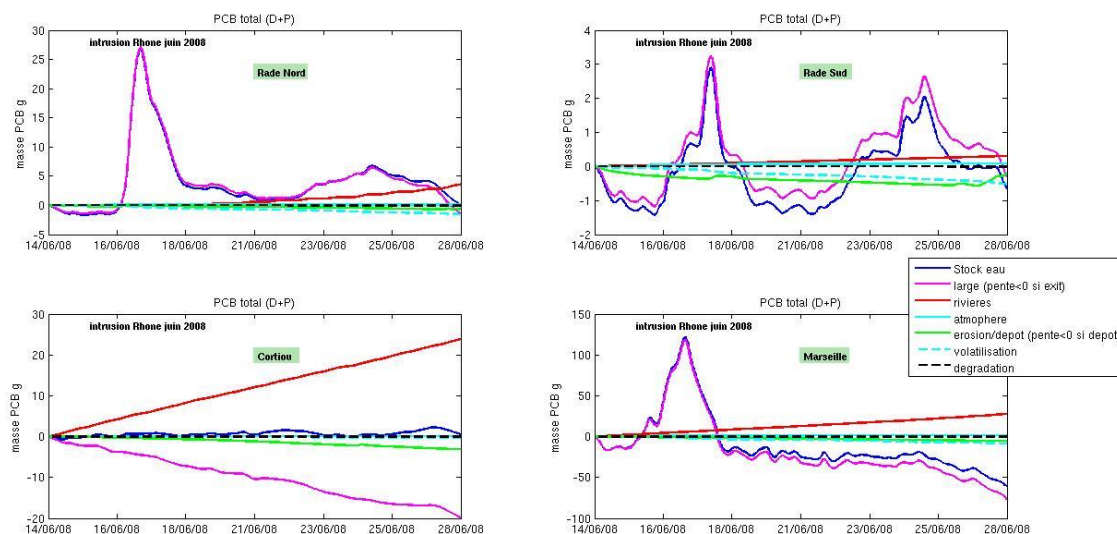 PCB total (D+P)
intrusion Rhone juin 2008
Rade Nord
masse PCB g
30
25
20
15
10
5
0
-5
14/06/08 16/06/08 18/06/08 21/06/08 23/06/08 25/06/08 28/06/08
PCB total (D+P)
intrusion Rhone juin 2008
Rade Sud
masse PCB g
4
3
2
1
0
-1
-2
14/06/08 16/06/08 18/06/08 21/06/08 23/06/08 25/06/08 28/06/08
Stock eau
large (pente<0 si exit)
rivieres
atmophere
erosion/depot (pente<0 si depot
volatilisation
degradation
PCB total (D+P)
intrusion Rhone juin 2008
Cortiou
masse PCB g
30
20
10
0
-10
-20
14/06/08 16/06/08 18/06/08 21/06/08 23/06/08 25/06/08 28/06/08
PCB total (D+P)
intrusion Rhone juin 2008
Marseille
masse PCB g
150
100
50
0
-50
-100
14/06/08 16/06/08 18/06/08 21/06/08 23/06/08 25/06/08 28/06/08